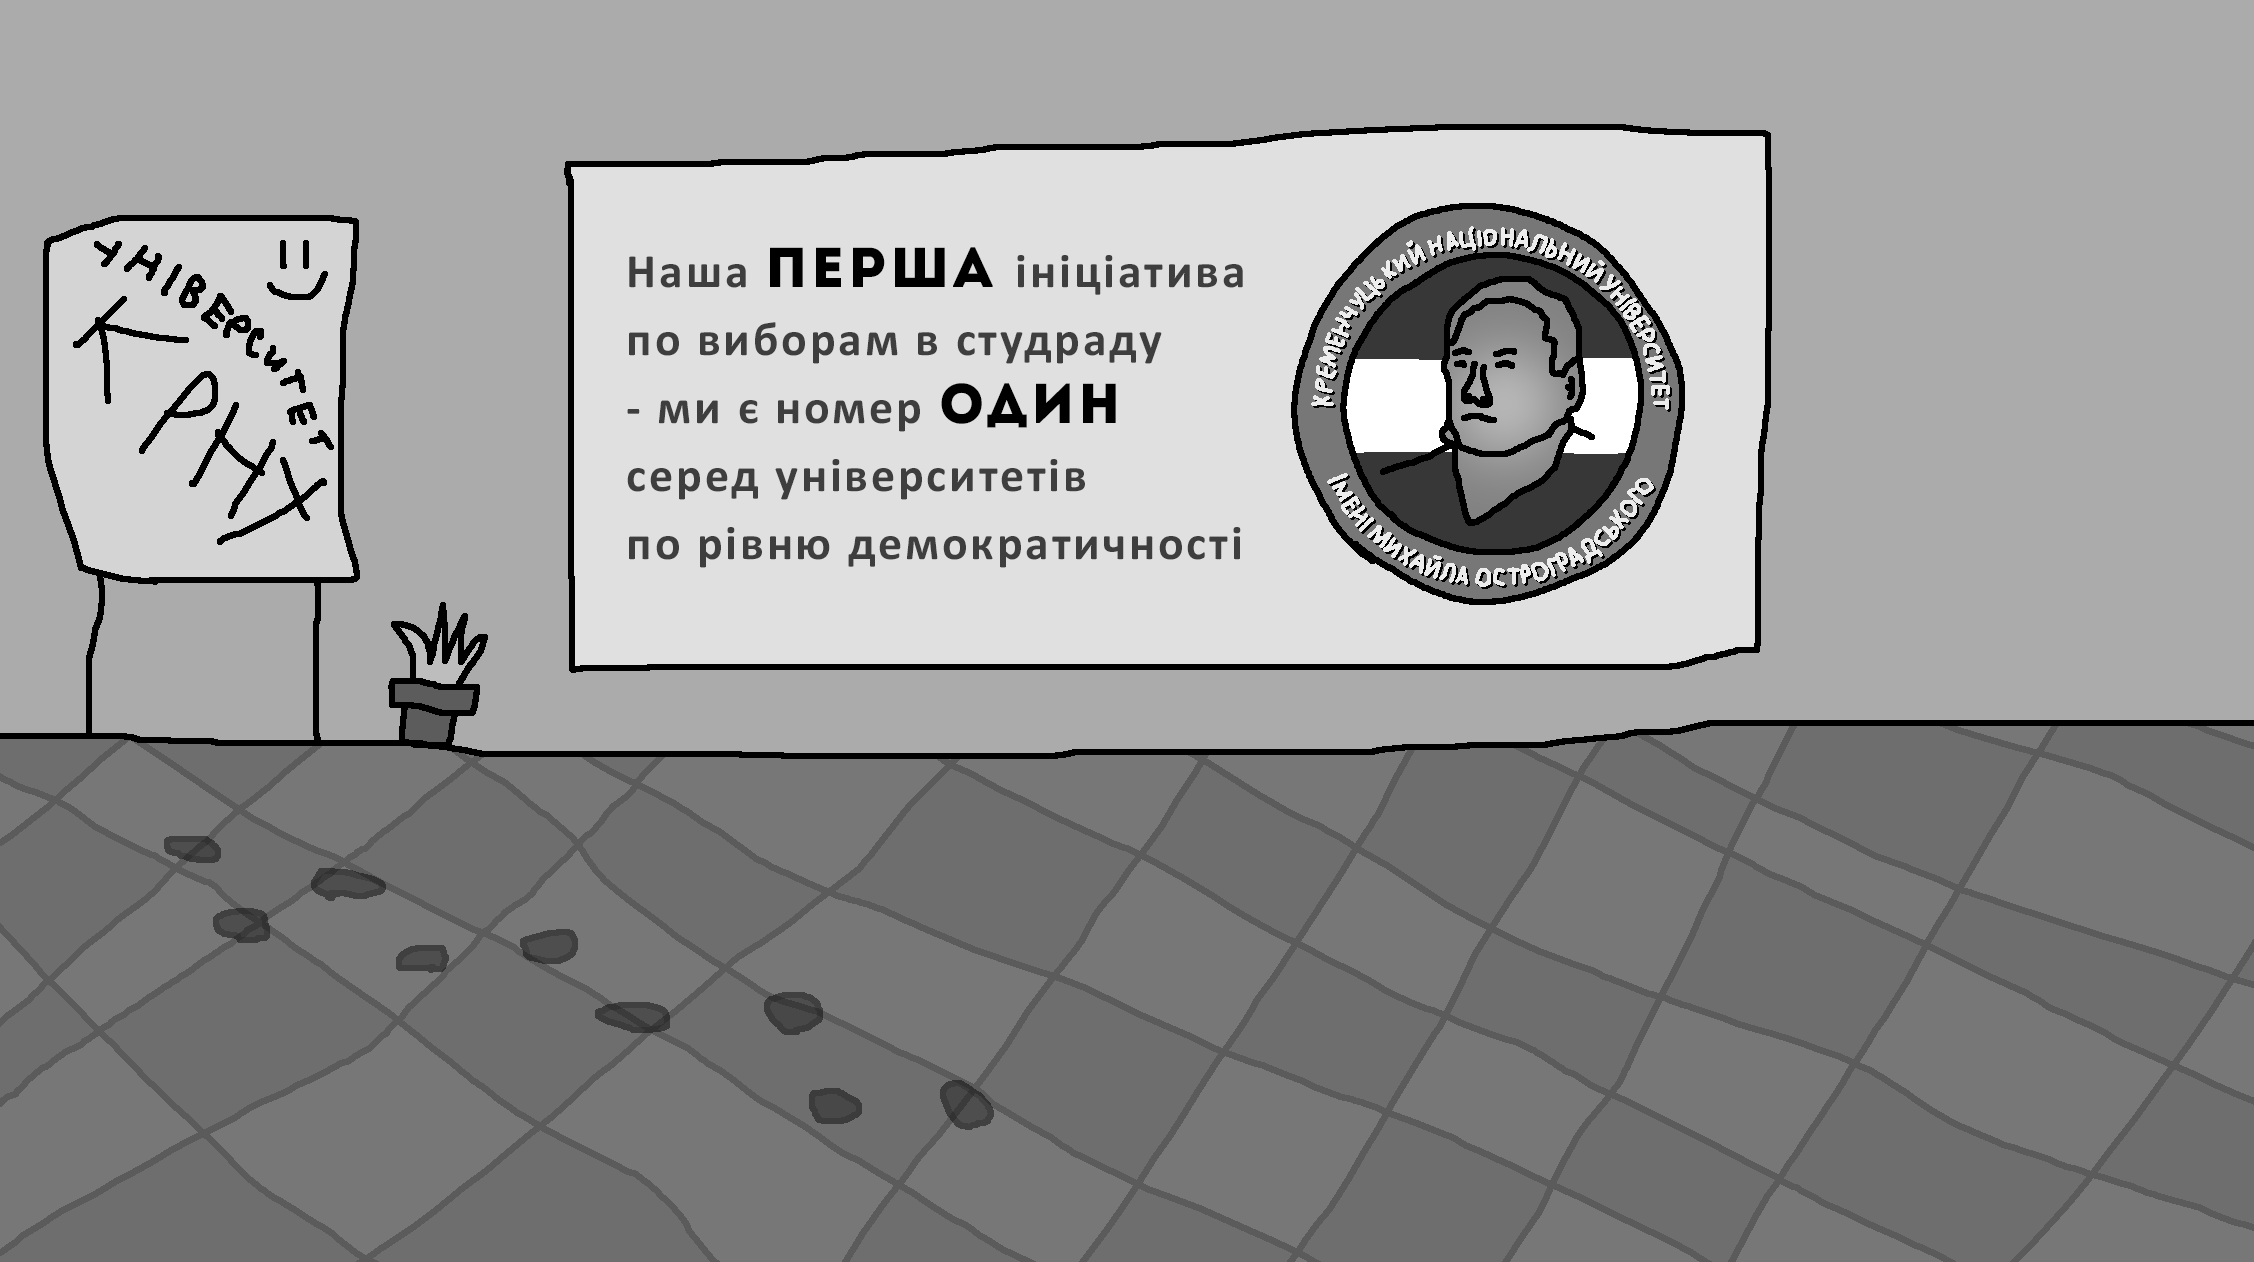 УНІВЕРСИТЕТ
КРНУ
Наша ПЕРША ініціатива
по виборам в студраду
- ми є номер ОДИН
серед університетів
по рівню демократичності
КРЕМЕНЧУЦЬКИЙ НАЦІОНАЛЬНИЙ УНІВЕРСИТЕТ
ІМЕНІ МИХАЙЛА ОСТРОГРАДСЬКОГО